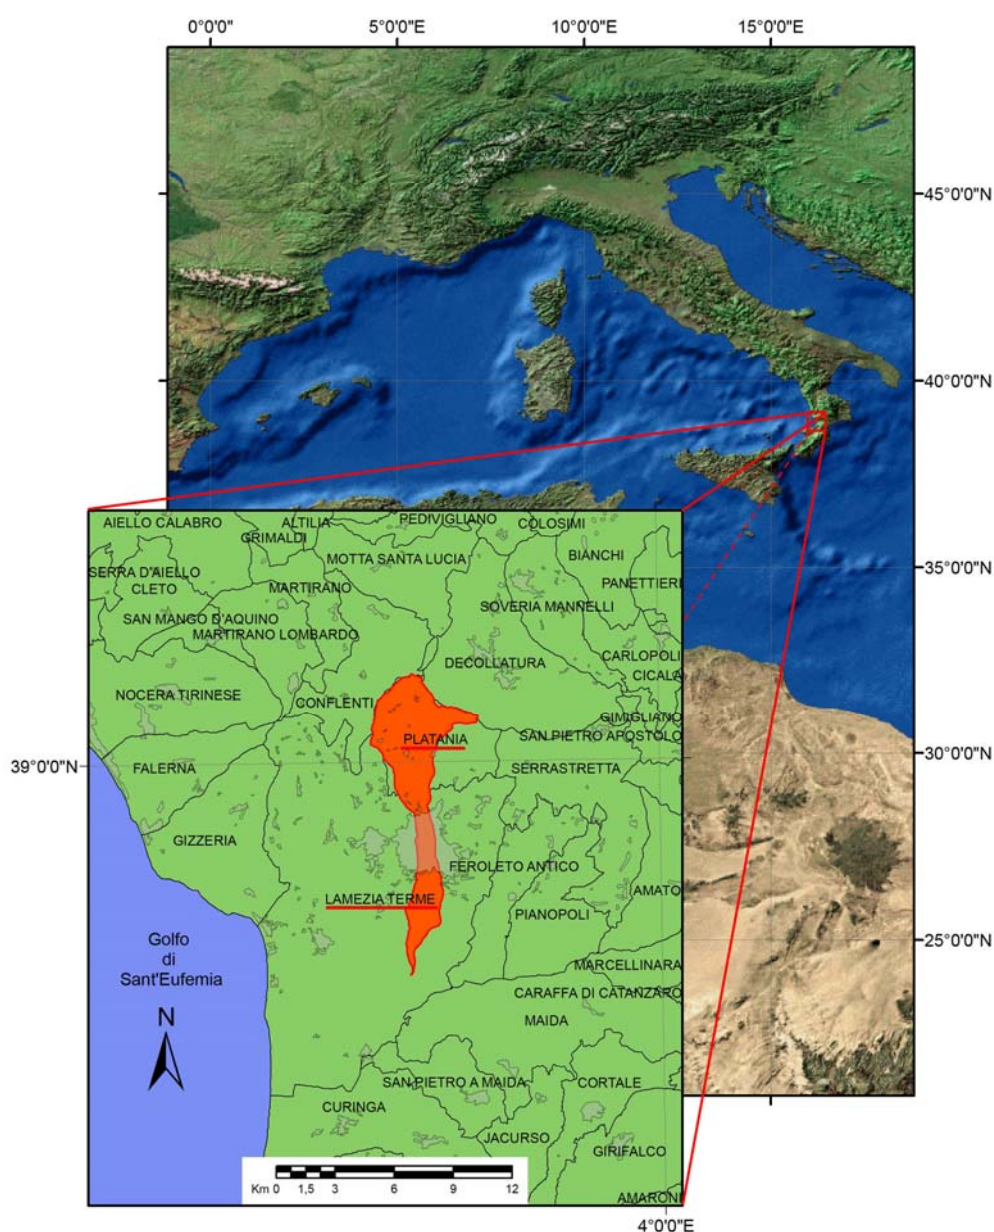 0°0'0"
5°0'0"E
10°0'0"E
15°0'0"E
45°0'0"N
40°0'0"N
35°0'0"N
30°0'0"N
25°0'0"N
AIELLO CALABRO
ALTILIA
PEDIVIGLIANO
COLOSIMI
GRIMALDI
MOTTA SANTA LUCIA
BIANCHI
SERRA D'AIELLO
CLETO
MARTIRANO
PANETTIERI
SOVERIA MANNELLI
SAN MANGO D'AQUINO
MARTIRANO LOMBARDO
DECOLLATURA
CARLOPOLI
CICALA
NOCERA TIRINESE
CONFLENTI
GIMIGLIANO
PLATANIA
SAN PIETRO APOSTOLO
39°0'0"N
FALERNA
SERRASTRETTA
GIZZERIA
FEROLETO ANTICO
AMATO
LAMEZIA TERME
PIANOPOLI
Golfo
di
Sant'Eufemia
MARCELLINARA
CARAFFA DI CATANZARO
MAIDA
N
SAN PIETRO A MAIDA
CORTALE
CURINGA
JACURSO
GIRIFALCO
Km 0 1,5 3 6 9 12
AMARONI
4°0'0"E